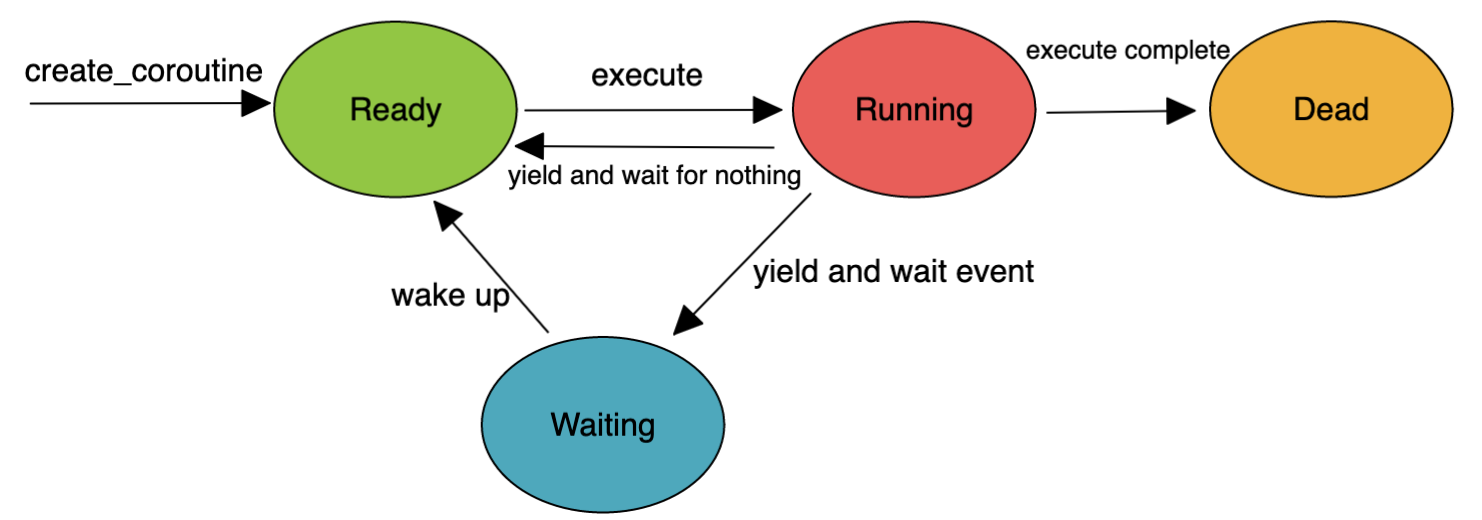 create_coroutine
Ready
execute
Running
execute complete
Dead
yield and wait for nothing
wake up
yield and wait event
Waiting